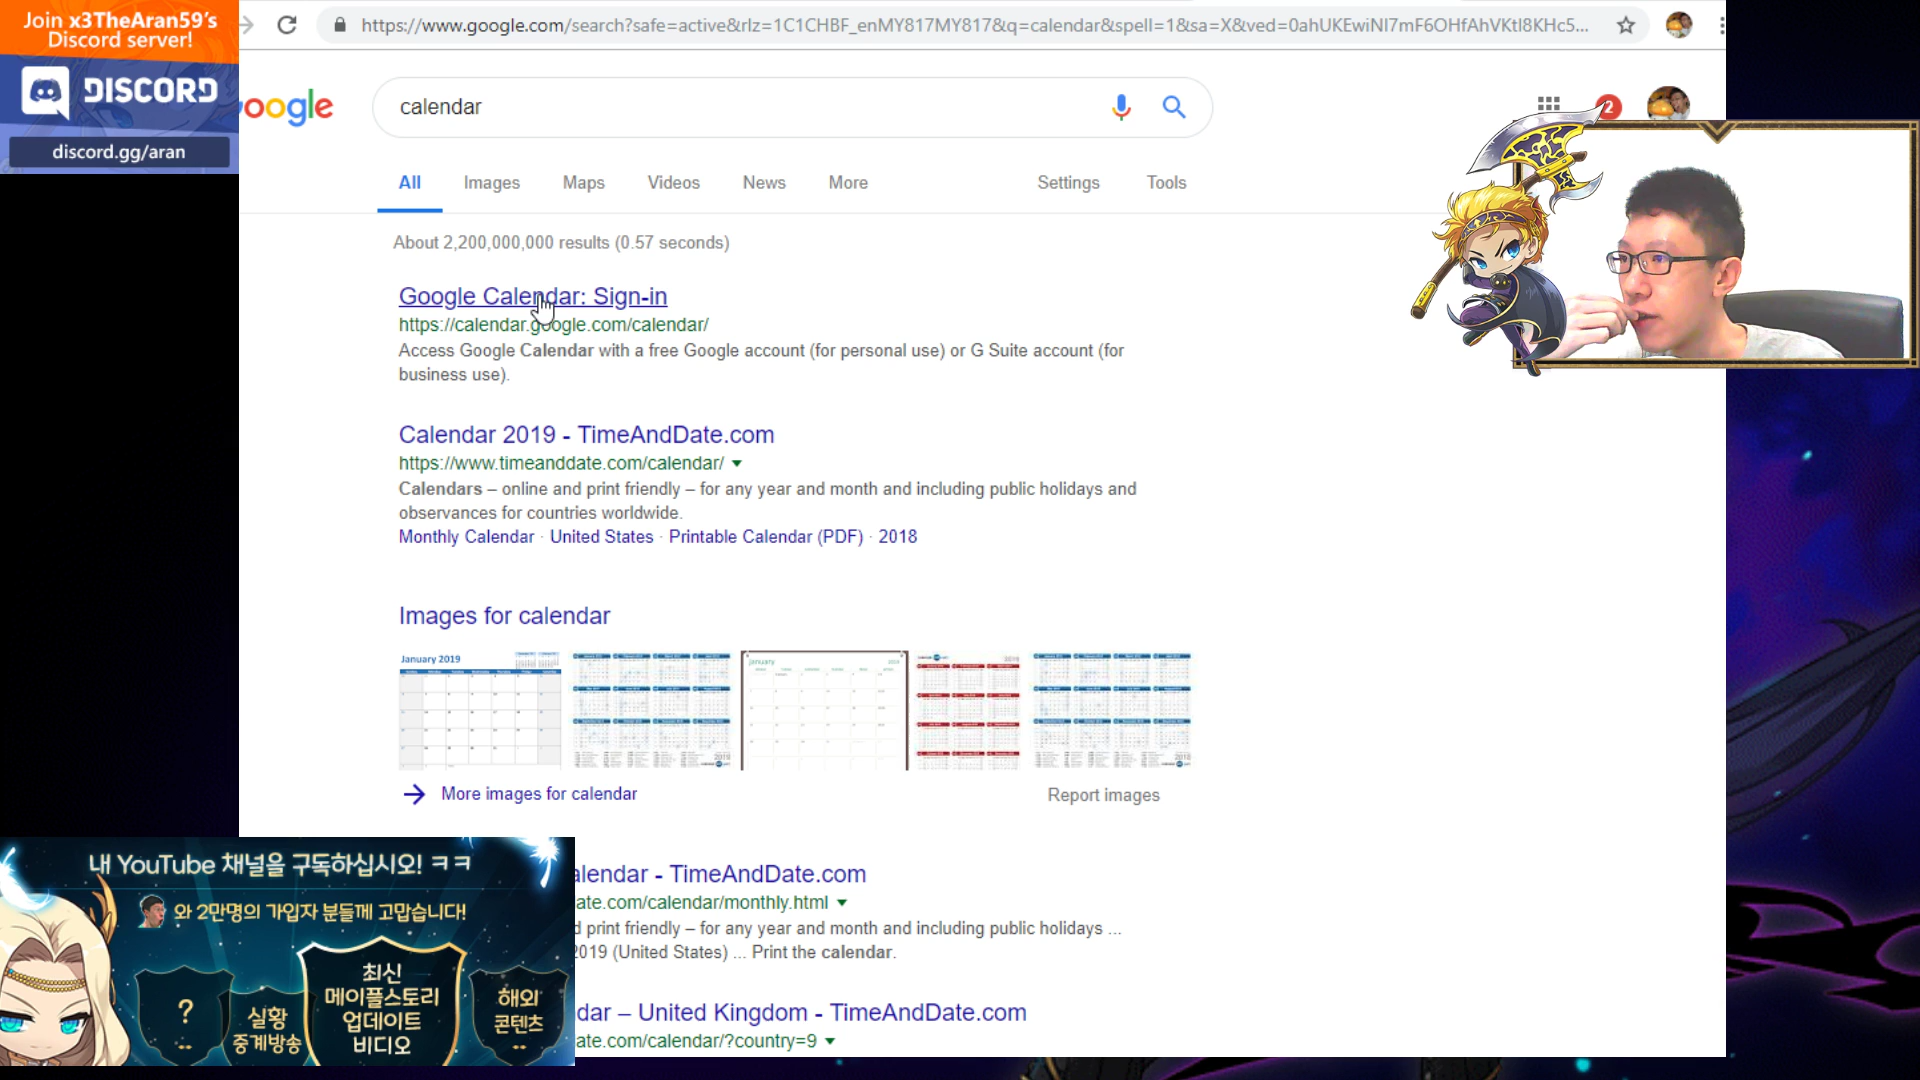 Join x3TheAran59's
Discord server!
DISCORD
discord.gg/aran
https://www.google.com/search?safe=active&rlz=1C1CHBF_enMY817MY817&q=calendar&spell=1&sa=X&ved=0ahUKEwiNl7mF6OHfAhVKtI8KHc5...
oogle
calendar
2
All Images Maps Videos News More Settings Tools
About 2,200,000,000 results (0.57 seconds)
Google Calendar: Sign-in
https://calendar.google.com/calendar/
Access Google Calendar with a free Google account (for personal use) or G Suite account (for
business use).
Calendar 2019 - TimeAndDate.com
https://www.timeanddate.com/calendar/
Calendars – online and print friendly – for any year and month and including public holidays and
observances for countries worldwide.
Monthly Calendar · United States · Printable Calendar (PDF) · 2018
Images for calendar
January 2019
january
2019
More images for calendar
Report images
alendar - TimeAndDate.com
ate.com/calendar/monthly.html
d print friendly – for any year and month and including public holidays ...
2019 (United States) ... Print the calendar.
dar – United Kingdom - TimeAndDate.com
ate.com/calendar/?country=9
내 YouTube 채널을 구독하십시오! ㅋㅋ
와 2만명의 가입자 분들께 고맙습니다!
?
--
실황
중계방송
최신
메이플스토리
업데이트
비디오
해외
콘텐츠
--